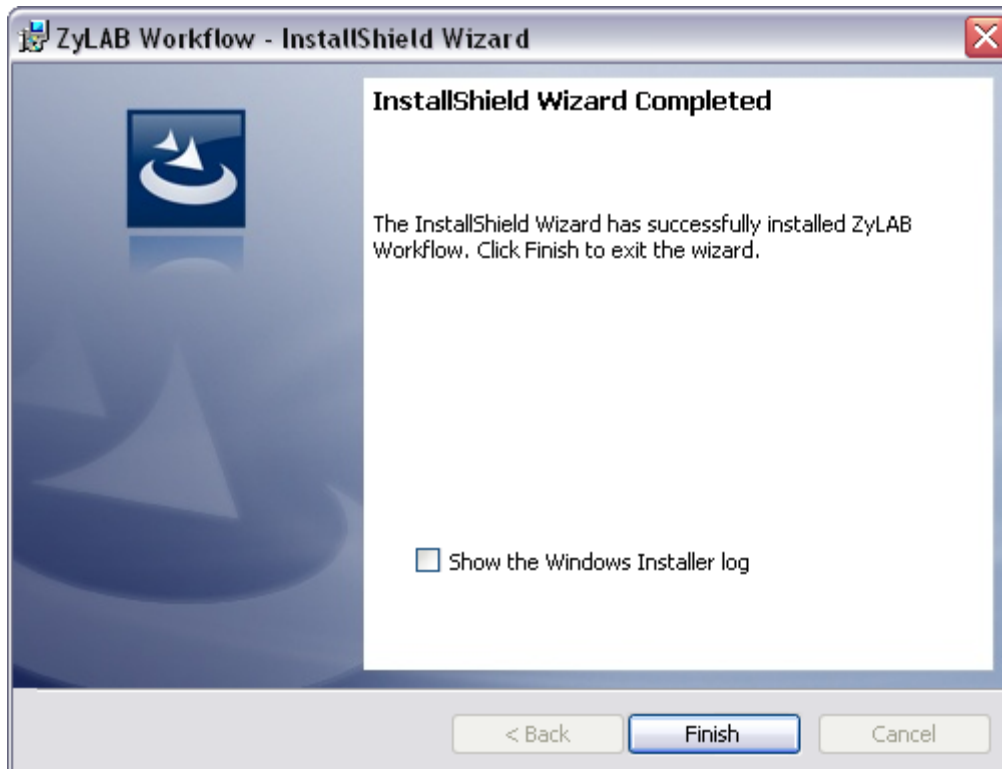 ZyLAB Workflow - InstallShield Wizard
InstallShield Wizard Completed
The InstallShield Wizard has successfully installed ZyLAB
Workflow. Click Finish to exit the wizard.
Show the Windows Installer log
< Back
Finish
Cancel